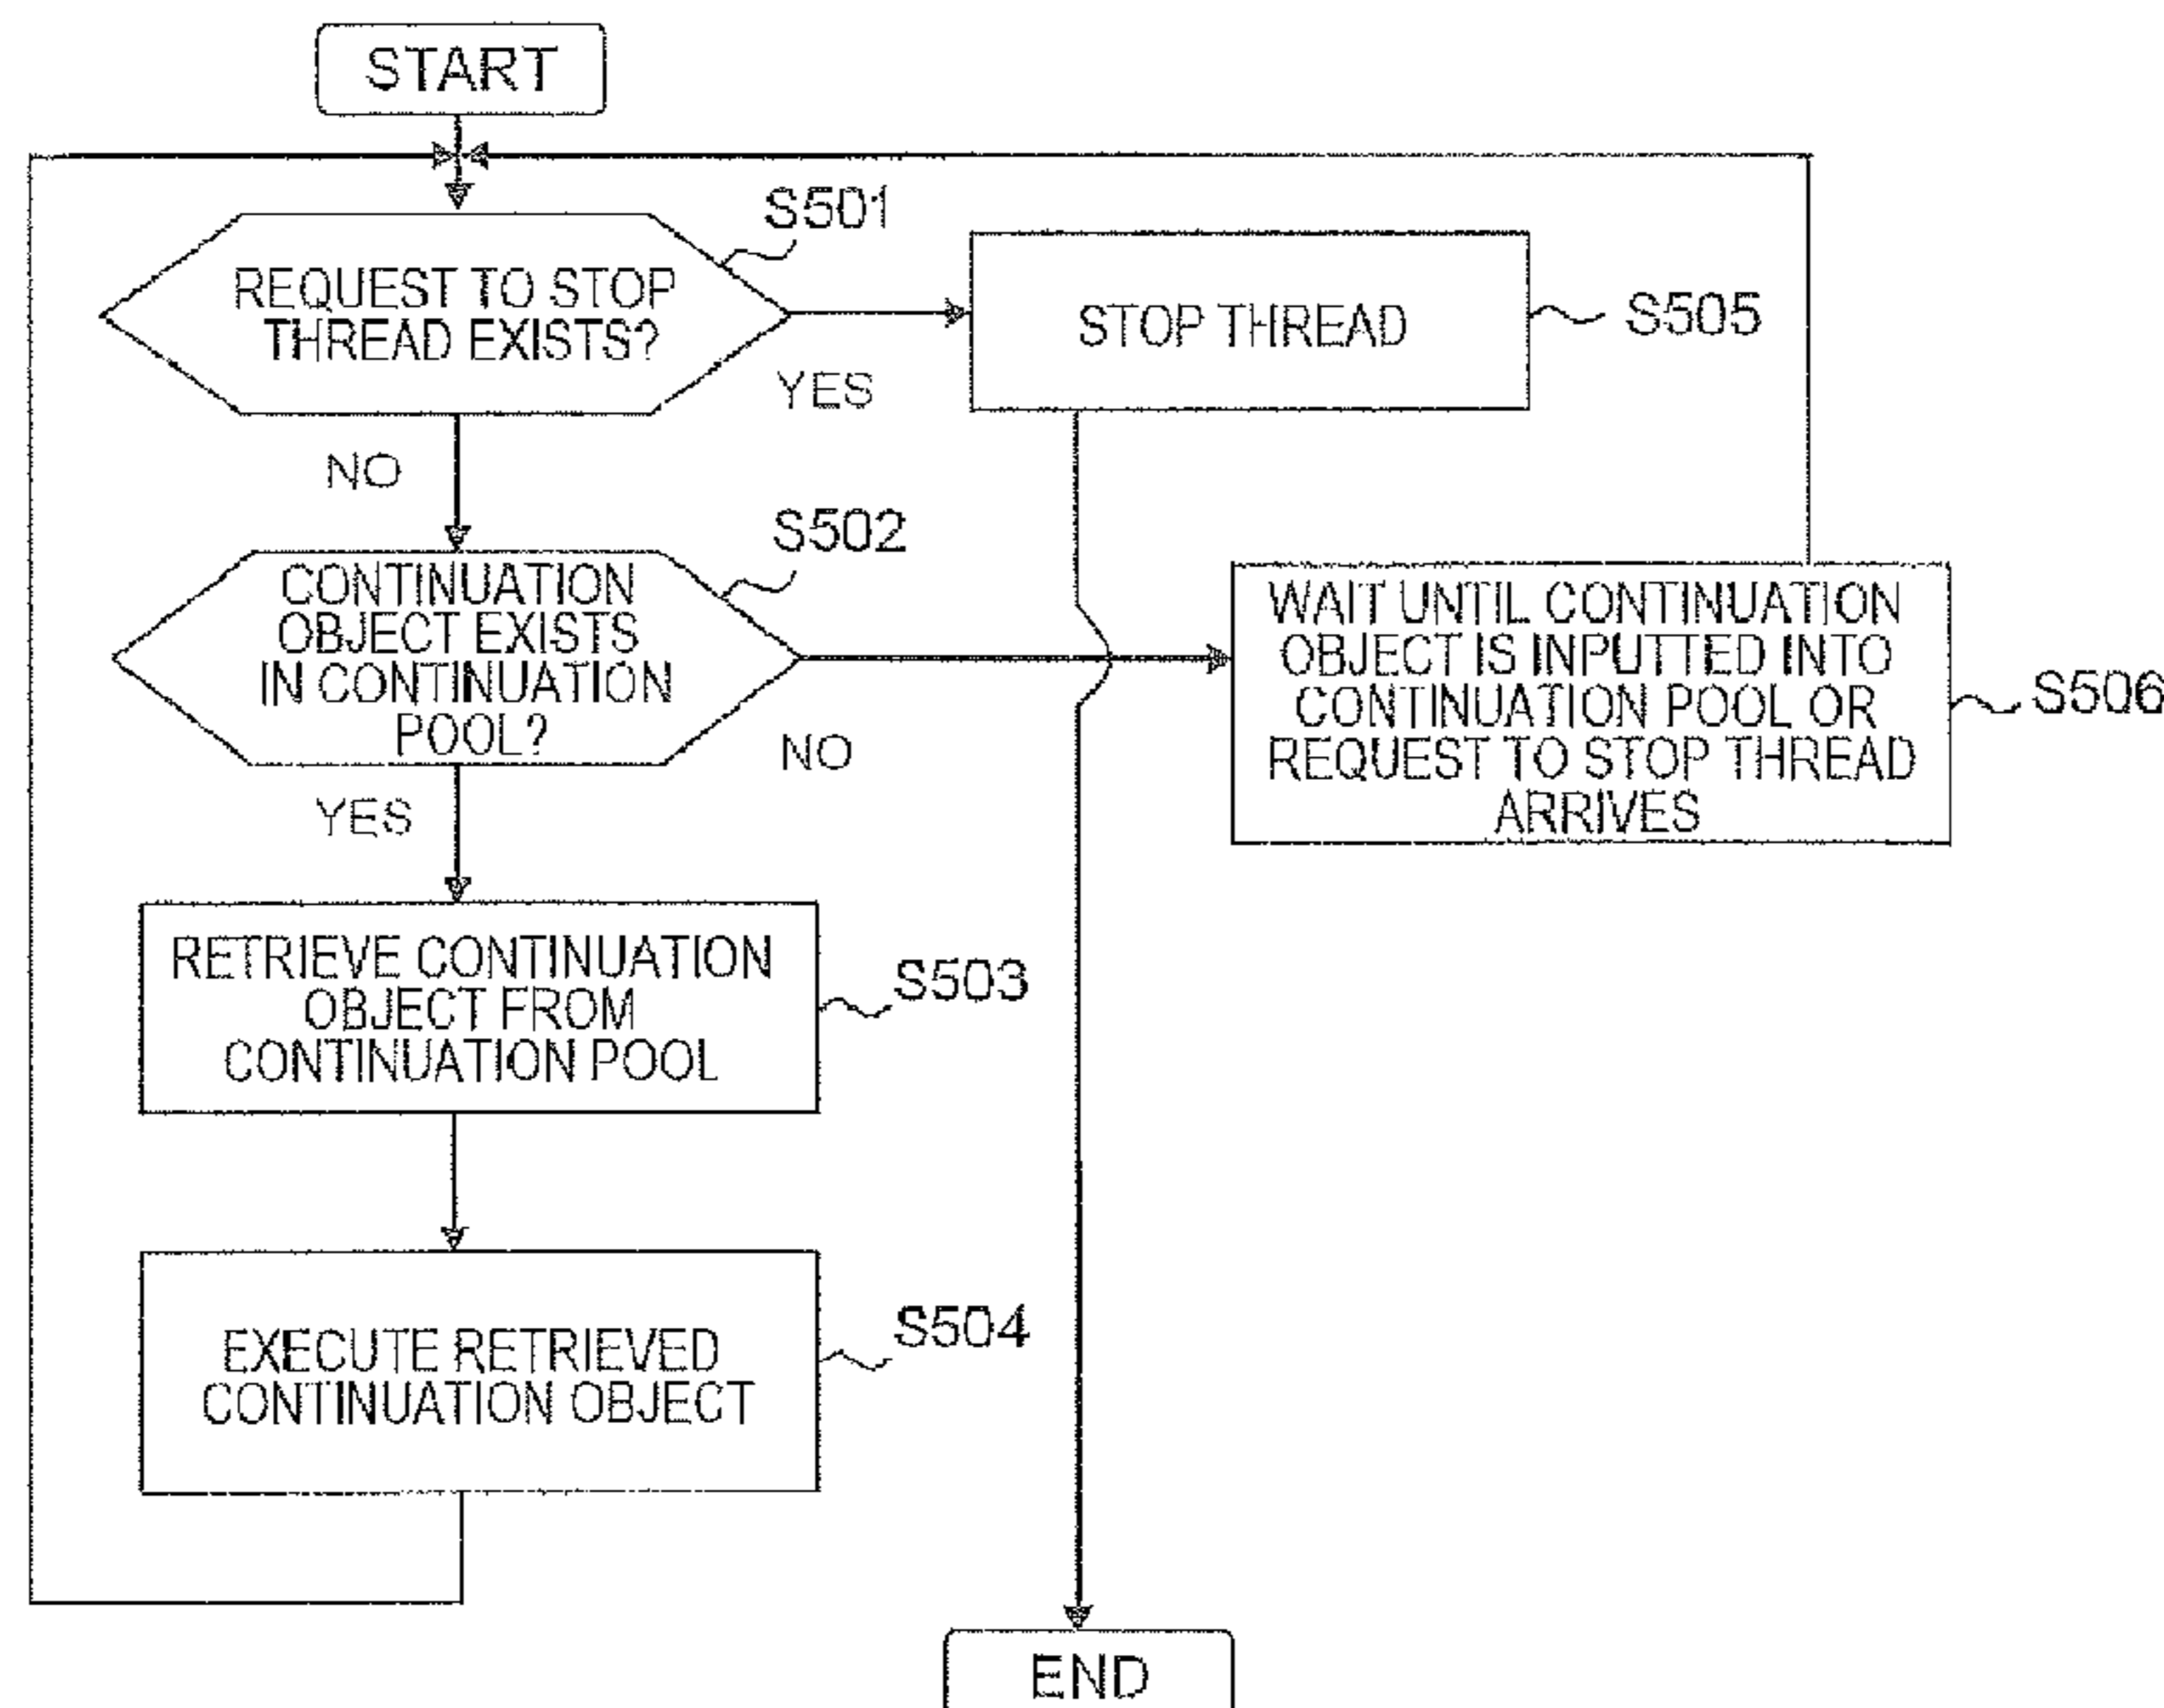 START
S501
REQUEST TO STOP
THREAD EXISTS?
YES
STOP THREAD
S505
NO
S502
CONTINUATION
OBJECT EXISTS
IN CONTINUATION
POOL?
NO
WAIT UNTIL CONTINUATION
OBJECT IS INPUTTED INTO
CONTINUATION POOL OR
REQUEST TO STOP THREAD
ARRIVES
S506
YES
RETRIEVE CONTINUATION
OBJECT FROM
CONTINUATION POOL
S503
EXECUTE RETRIEVED
CONTINUATION OBJECT
S504
END